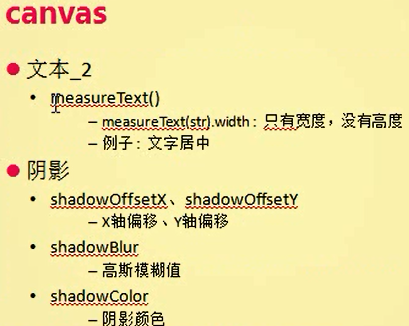 canvas
文本_2
measureText()
measureText(str).width：只有宽度，没有高度
例子：文字居中
阴影
shadowOffsetX、shadowOffsetY
X轴偏移、Y轴偏移
shadowBlur
高斯模糊值
shadowColor
阴影颜色